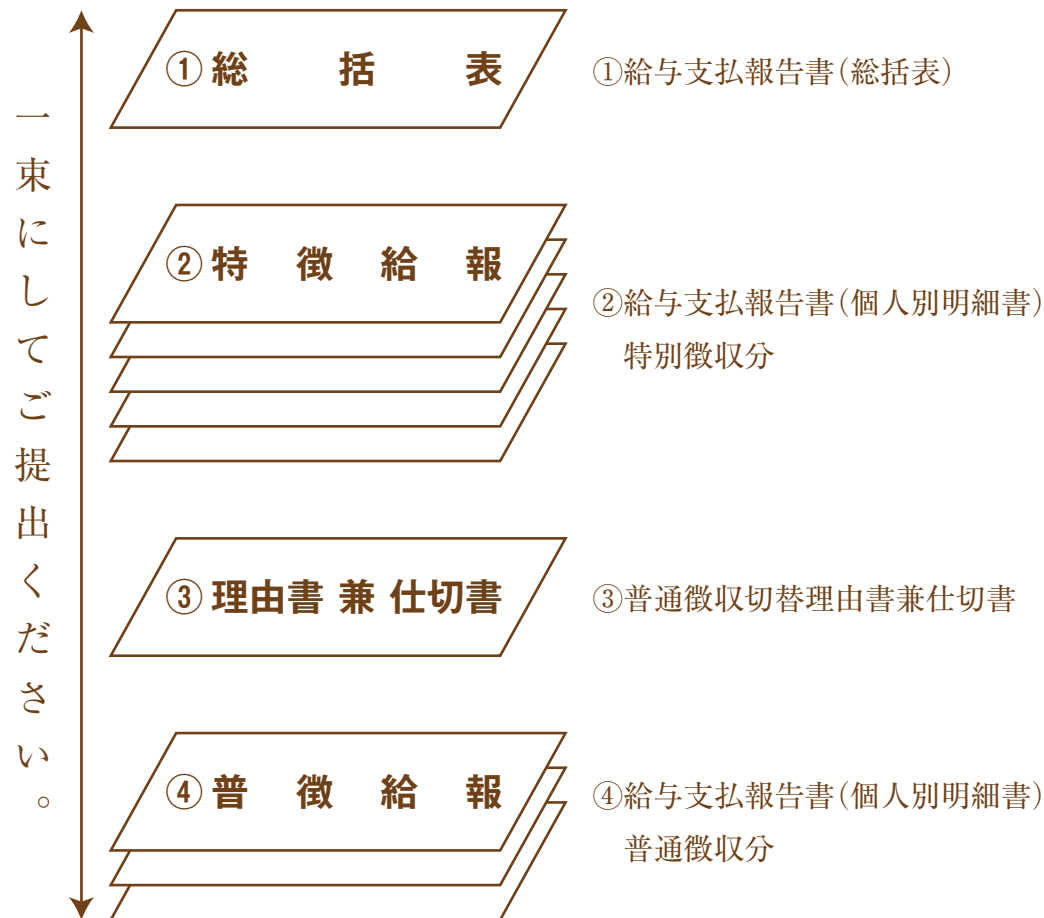 一束にしてご提出ください。
①総括表
①給与支払報告書(総括表)
②特徴給報
②給与支払報告書(個人別明細書)
特別徴収分
③理由書 兼 仕切書
③普通徴収切替理由書兼仕切書
④普徴給報
④給与支払報告書(個人別明細書)
普通徴収分